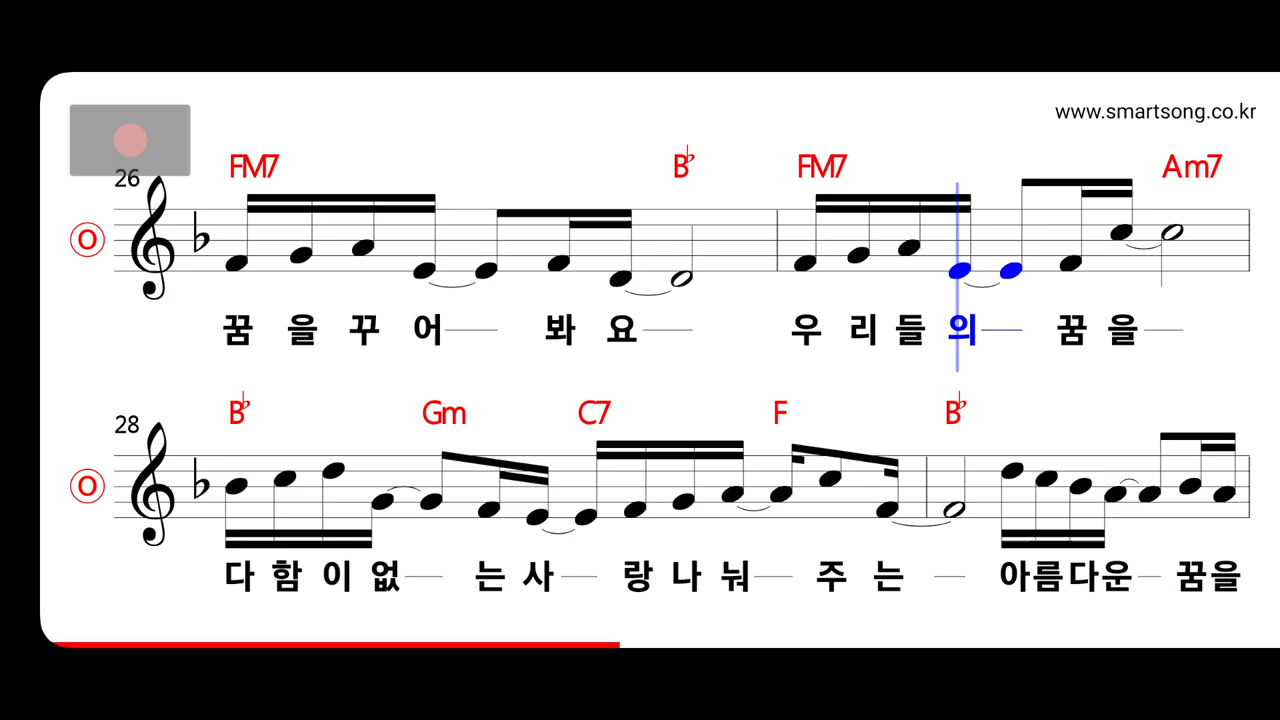 www.smartsong.co.kr
FM7 B♭ FM7 Am7
26
O
꿈 을 꾸 어 봐 요 우 리 들 의 꿈 을
B♭ Gm C7 F B♭
28
O
다 함 이 없 는 사 랑 나 눠 주 는 아름다운 꿈을